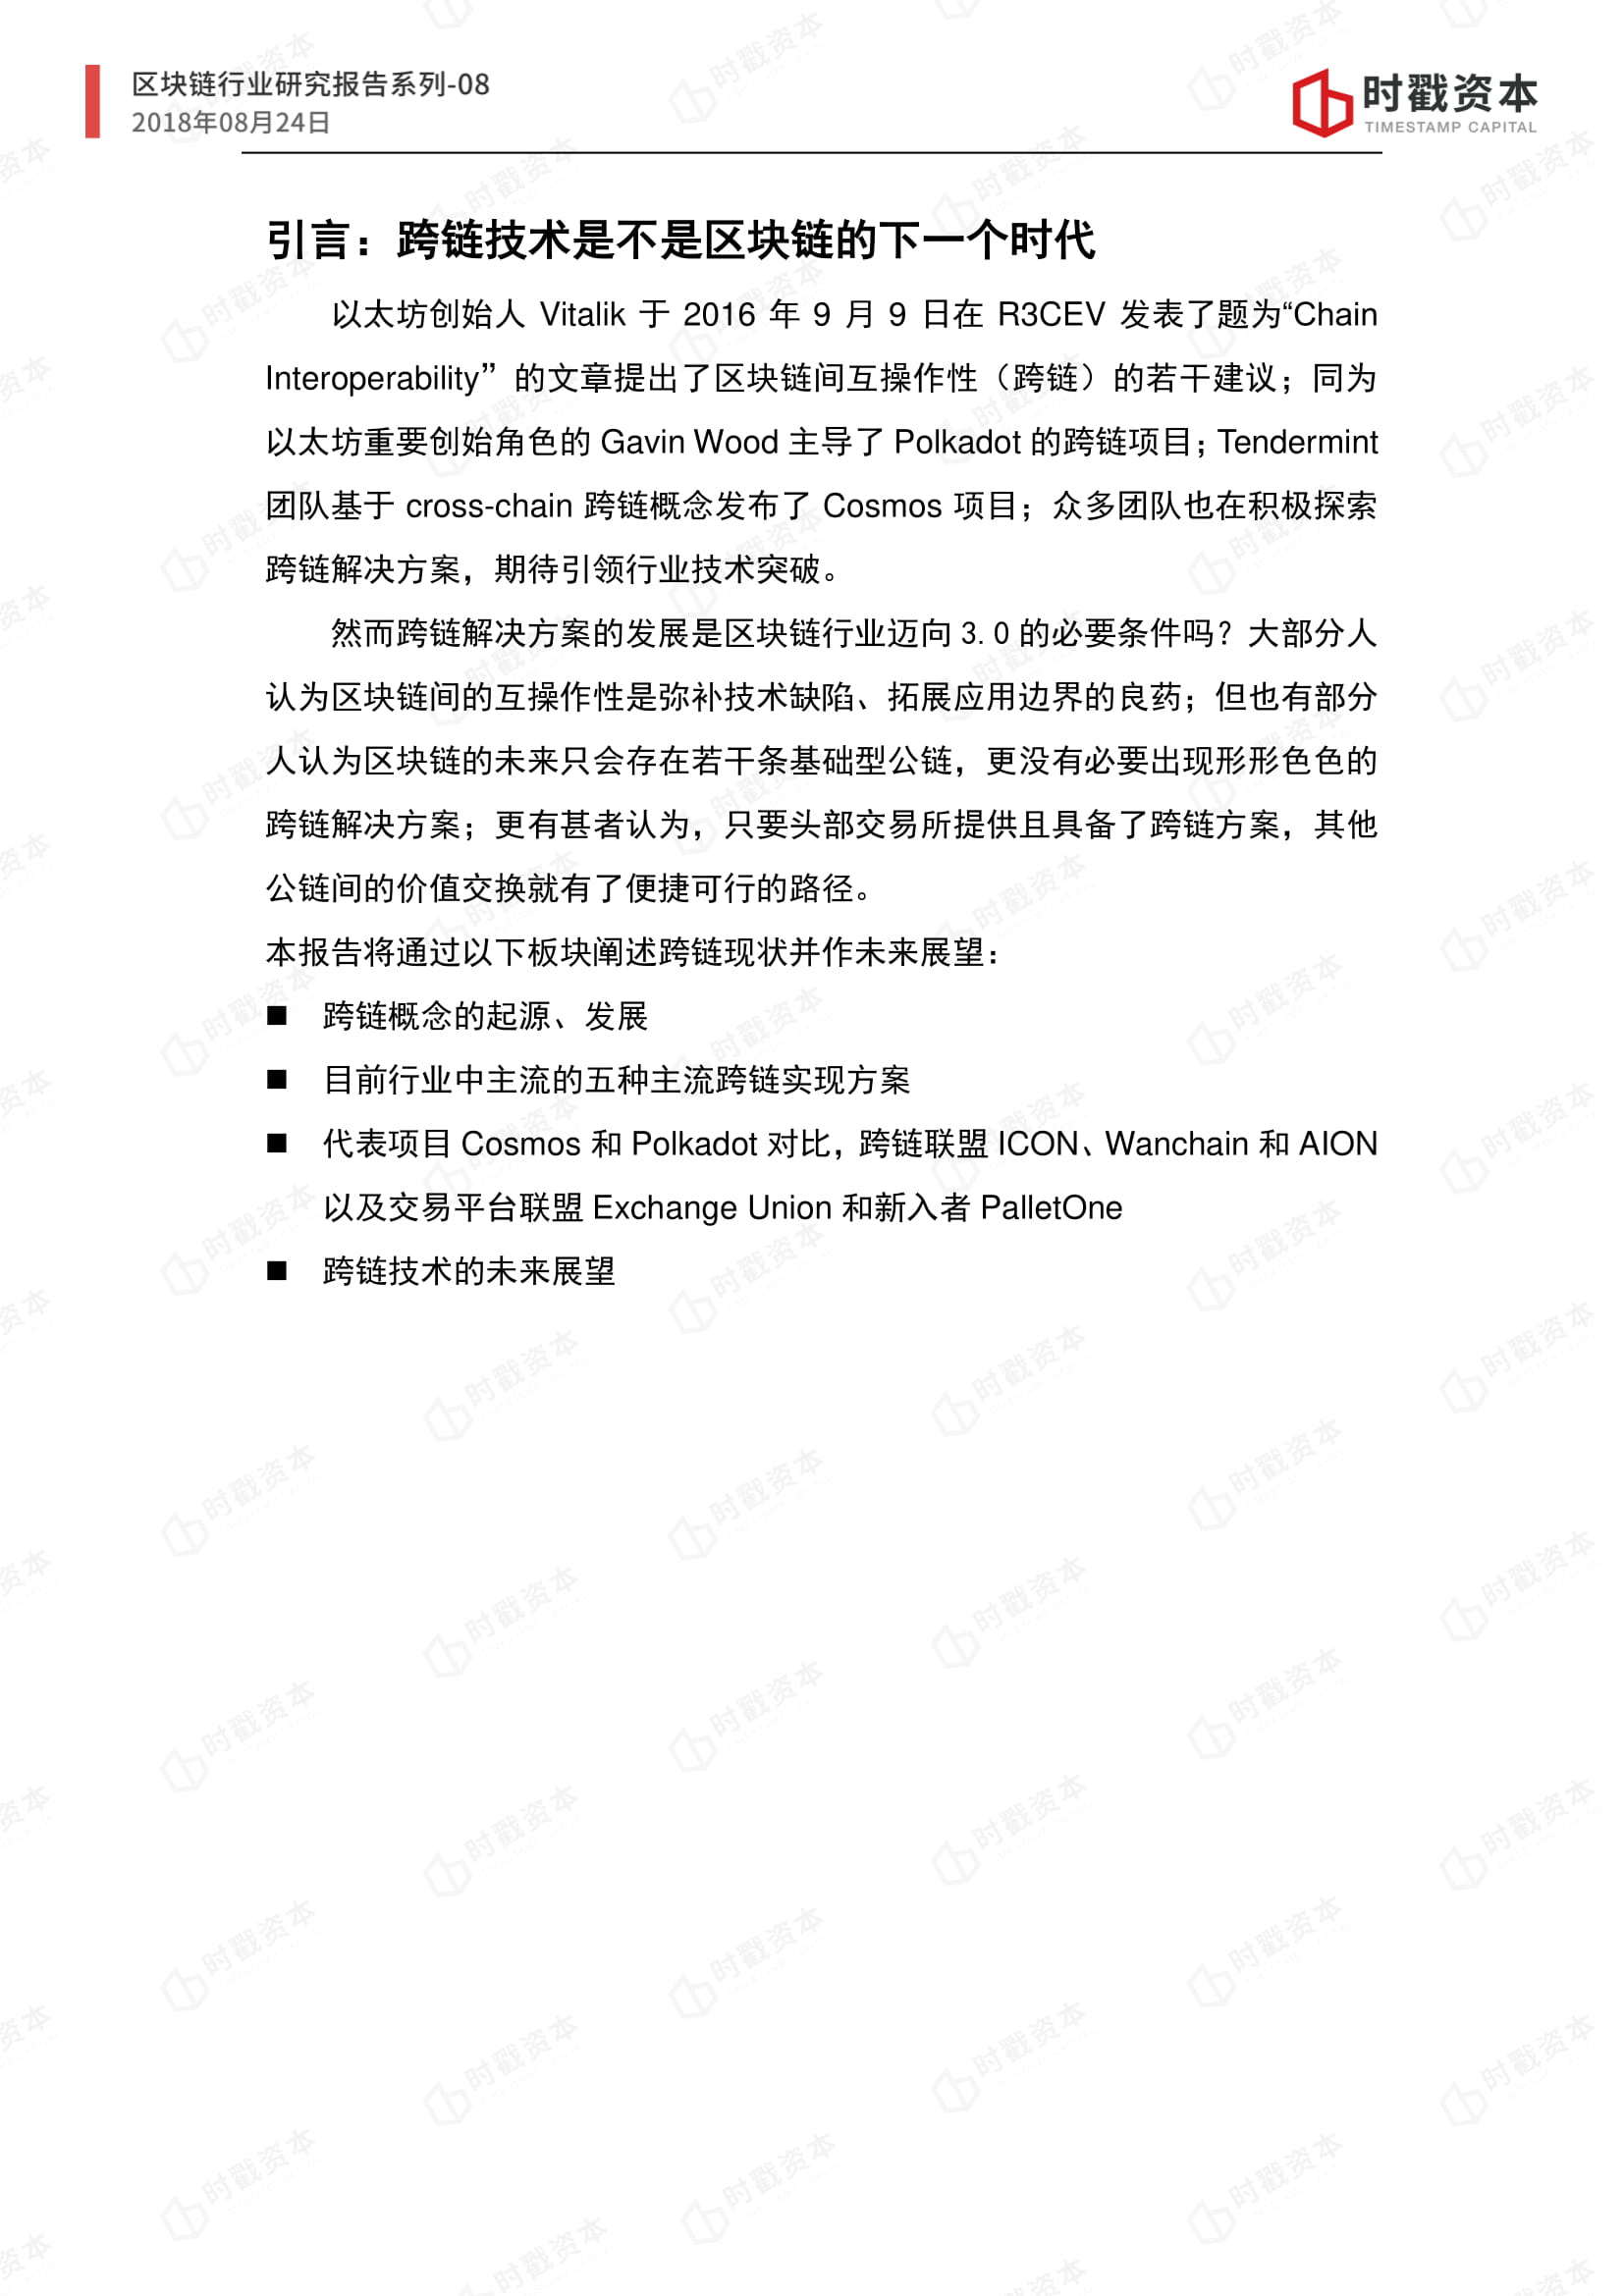 区块链行业研究报告系列-08
2018年08月24日
时戳资本
TIMESTAMP CAPITAL
引言：跨链技术是不是区块链的下一个时代
以太坊创始人 Vitalik 于 2016 年 9 月 9 日在 R3CEV 发表了题为“Chain
Interoperability”的文章提出了区块链间互操作性（跨链）的若干建议；同为
以太坊重要创始角色的 Gavin Wood 主导了 Polkadot 的跨链项目；Tendermint
团队基于 cross-chain 跨链概念发布了 Cosmos 项目；众多团队也在积极探索
跨链解决方案，期待引领行业技术突破。
然而跨链解决方案的发展是区块链行业迈向 3.0 的必要条件吗？大部分人
认为区块链间的互操作性是弥补技术缺陷、拓展应用边界的良药；但也有部分
人认为区块链的未来只会存在若干条基础型公链，更没有必要出现形形色色的
跨链解决方案；更有甚者认为，只要头部交易所提供且具备了跨链方案，其他
公链间的价值交换就有了便捷可行的路径。
本报告将通过以下板块阐述跨链现状并作未来展望：
■ 跨链概念的起源、发展
■ 目前行业中主流的五种主流跨链实现方案
■ 代表项目 Cosmos 和 Polkadot 对比，跨链联盟 ICON、Wanchain 和 AION
以及交易平台联盟 Exchange Union 和新入者 PalletOne
■ 跨链技术的未来展望